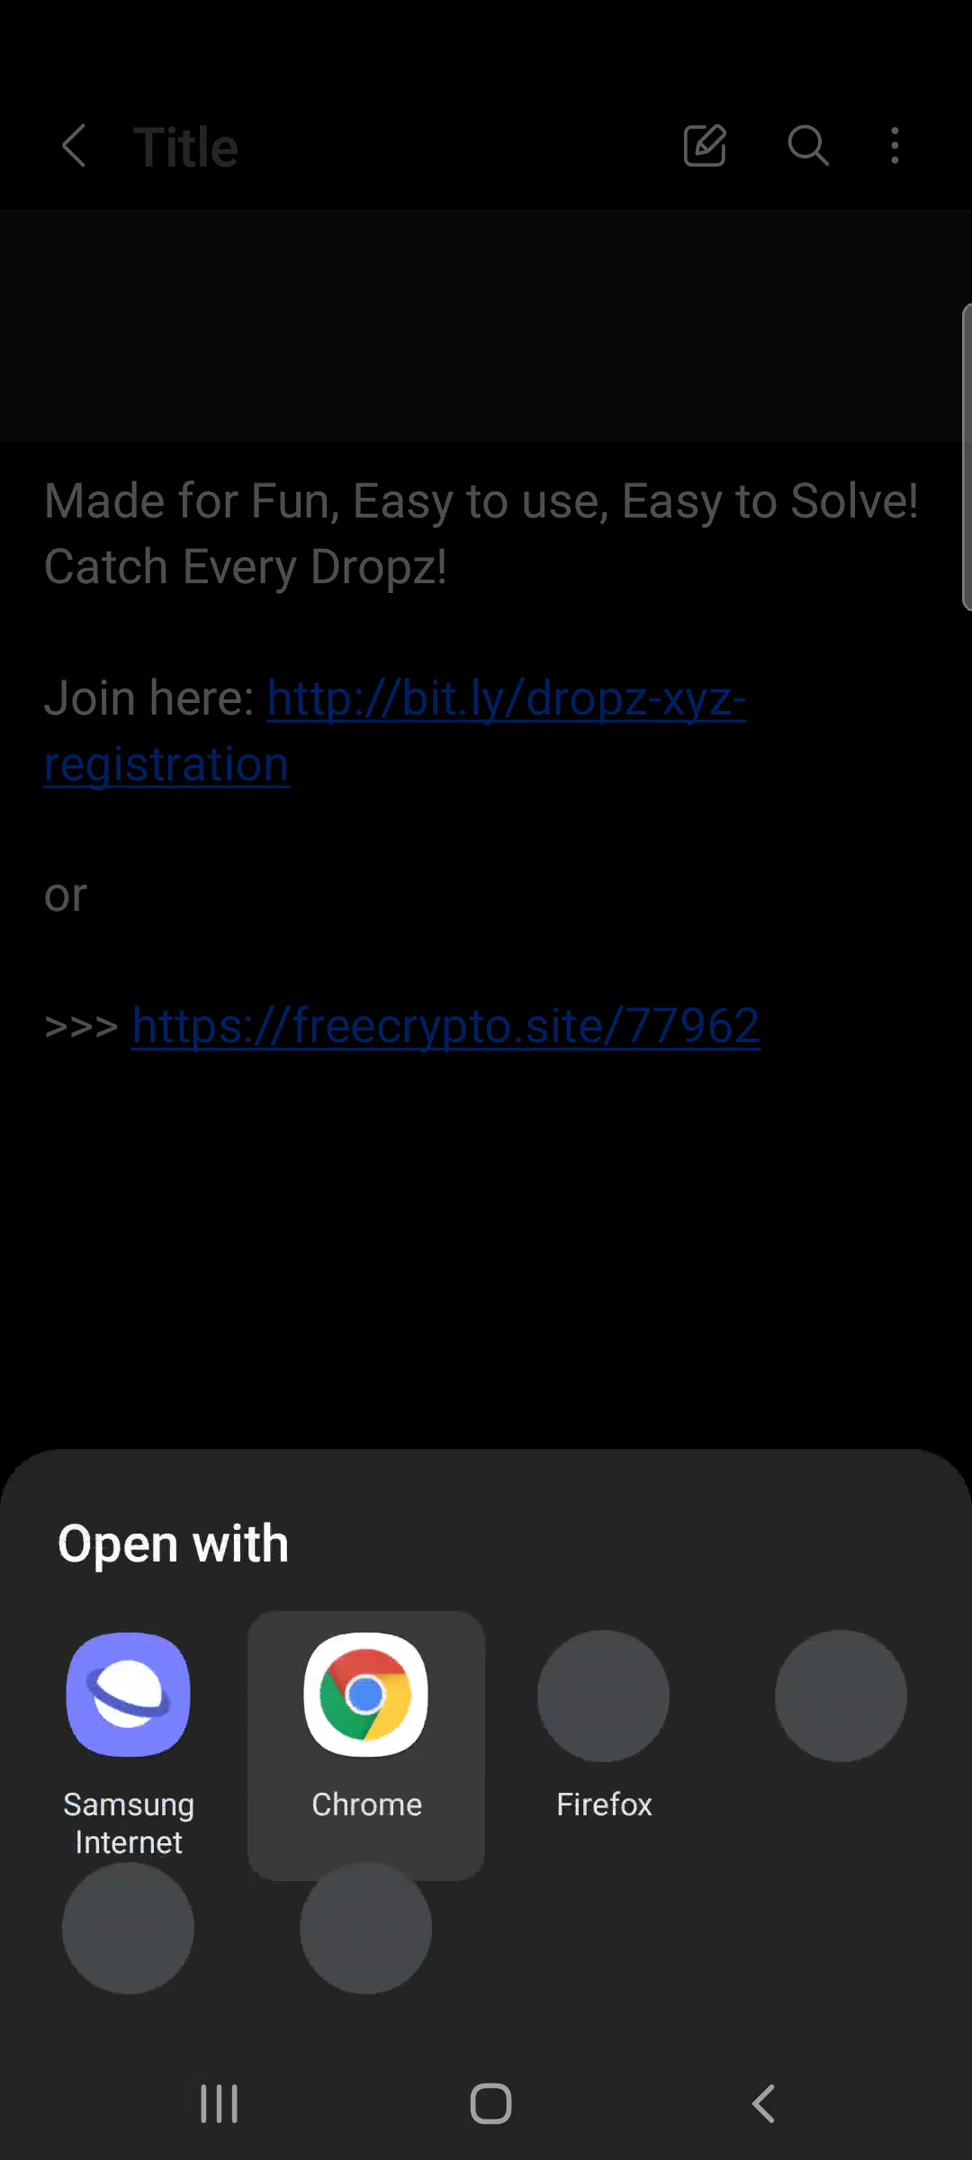 Title
Made for Fun, Easy to use, Easy to Solve!
Catch Every Dropz!
Join here: http://bit.ly/dropz-xyz-
registration
or
>>> https://freecrypto.site/77962
Open with
Samsung
Internet
Chrome
Firefox